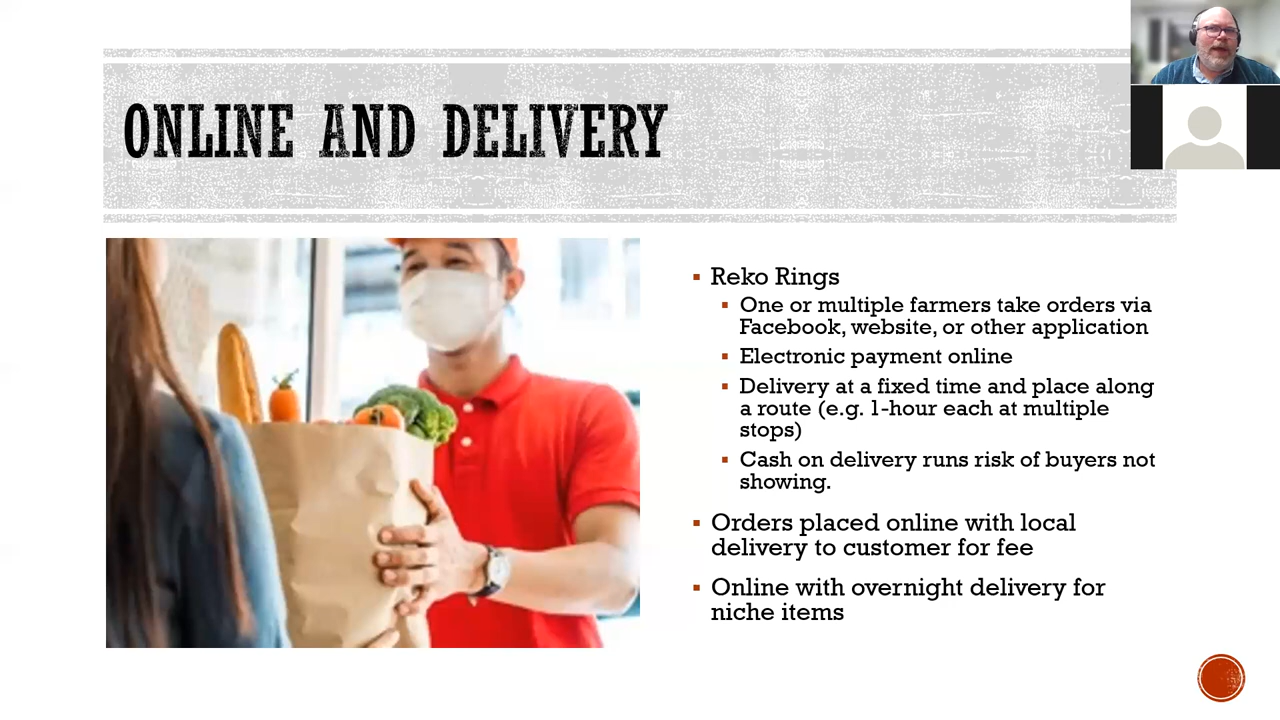 ONLINE AND DELIVERY
Reko Rings
One or multiple farmers take orders via
Facebook, website, or other application
Electronic payment online
Delivery at a fixed time and place along
a route (e.g. 1-hour each at multiple
stops)
Cash on delivery runs risk of buyers not
showing.
Orders placed online with local
delivery to customer for fee
Online with overnight delivery for
niche items